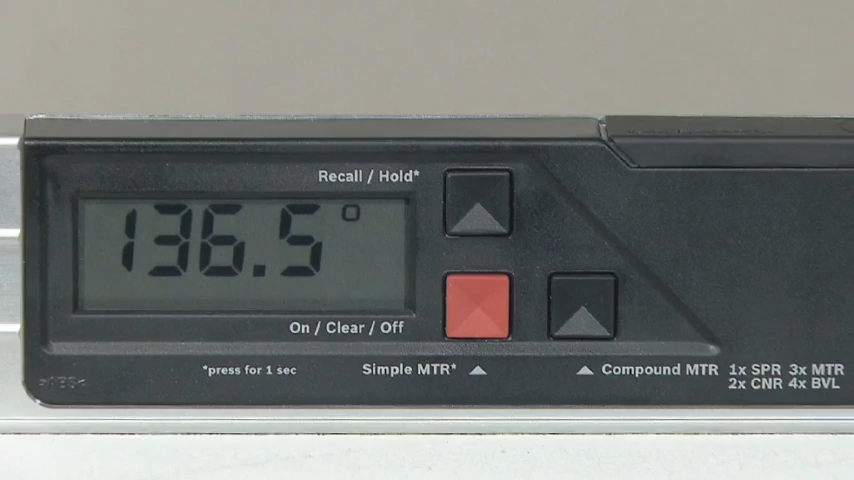 Recall / Hold*
136.5°
On / Clear / Off
*press for 1 sec
Simple MTR*
Compound MTR
1x SPR 3x MTR
2x CNR 4x BVL